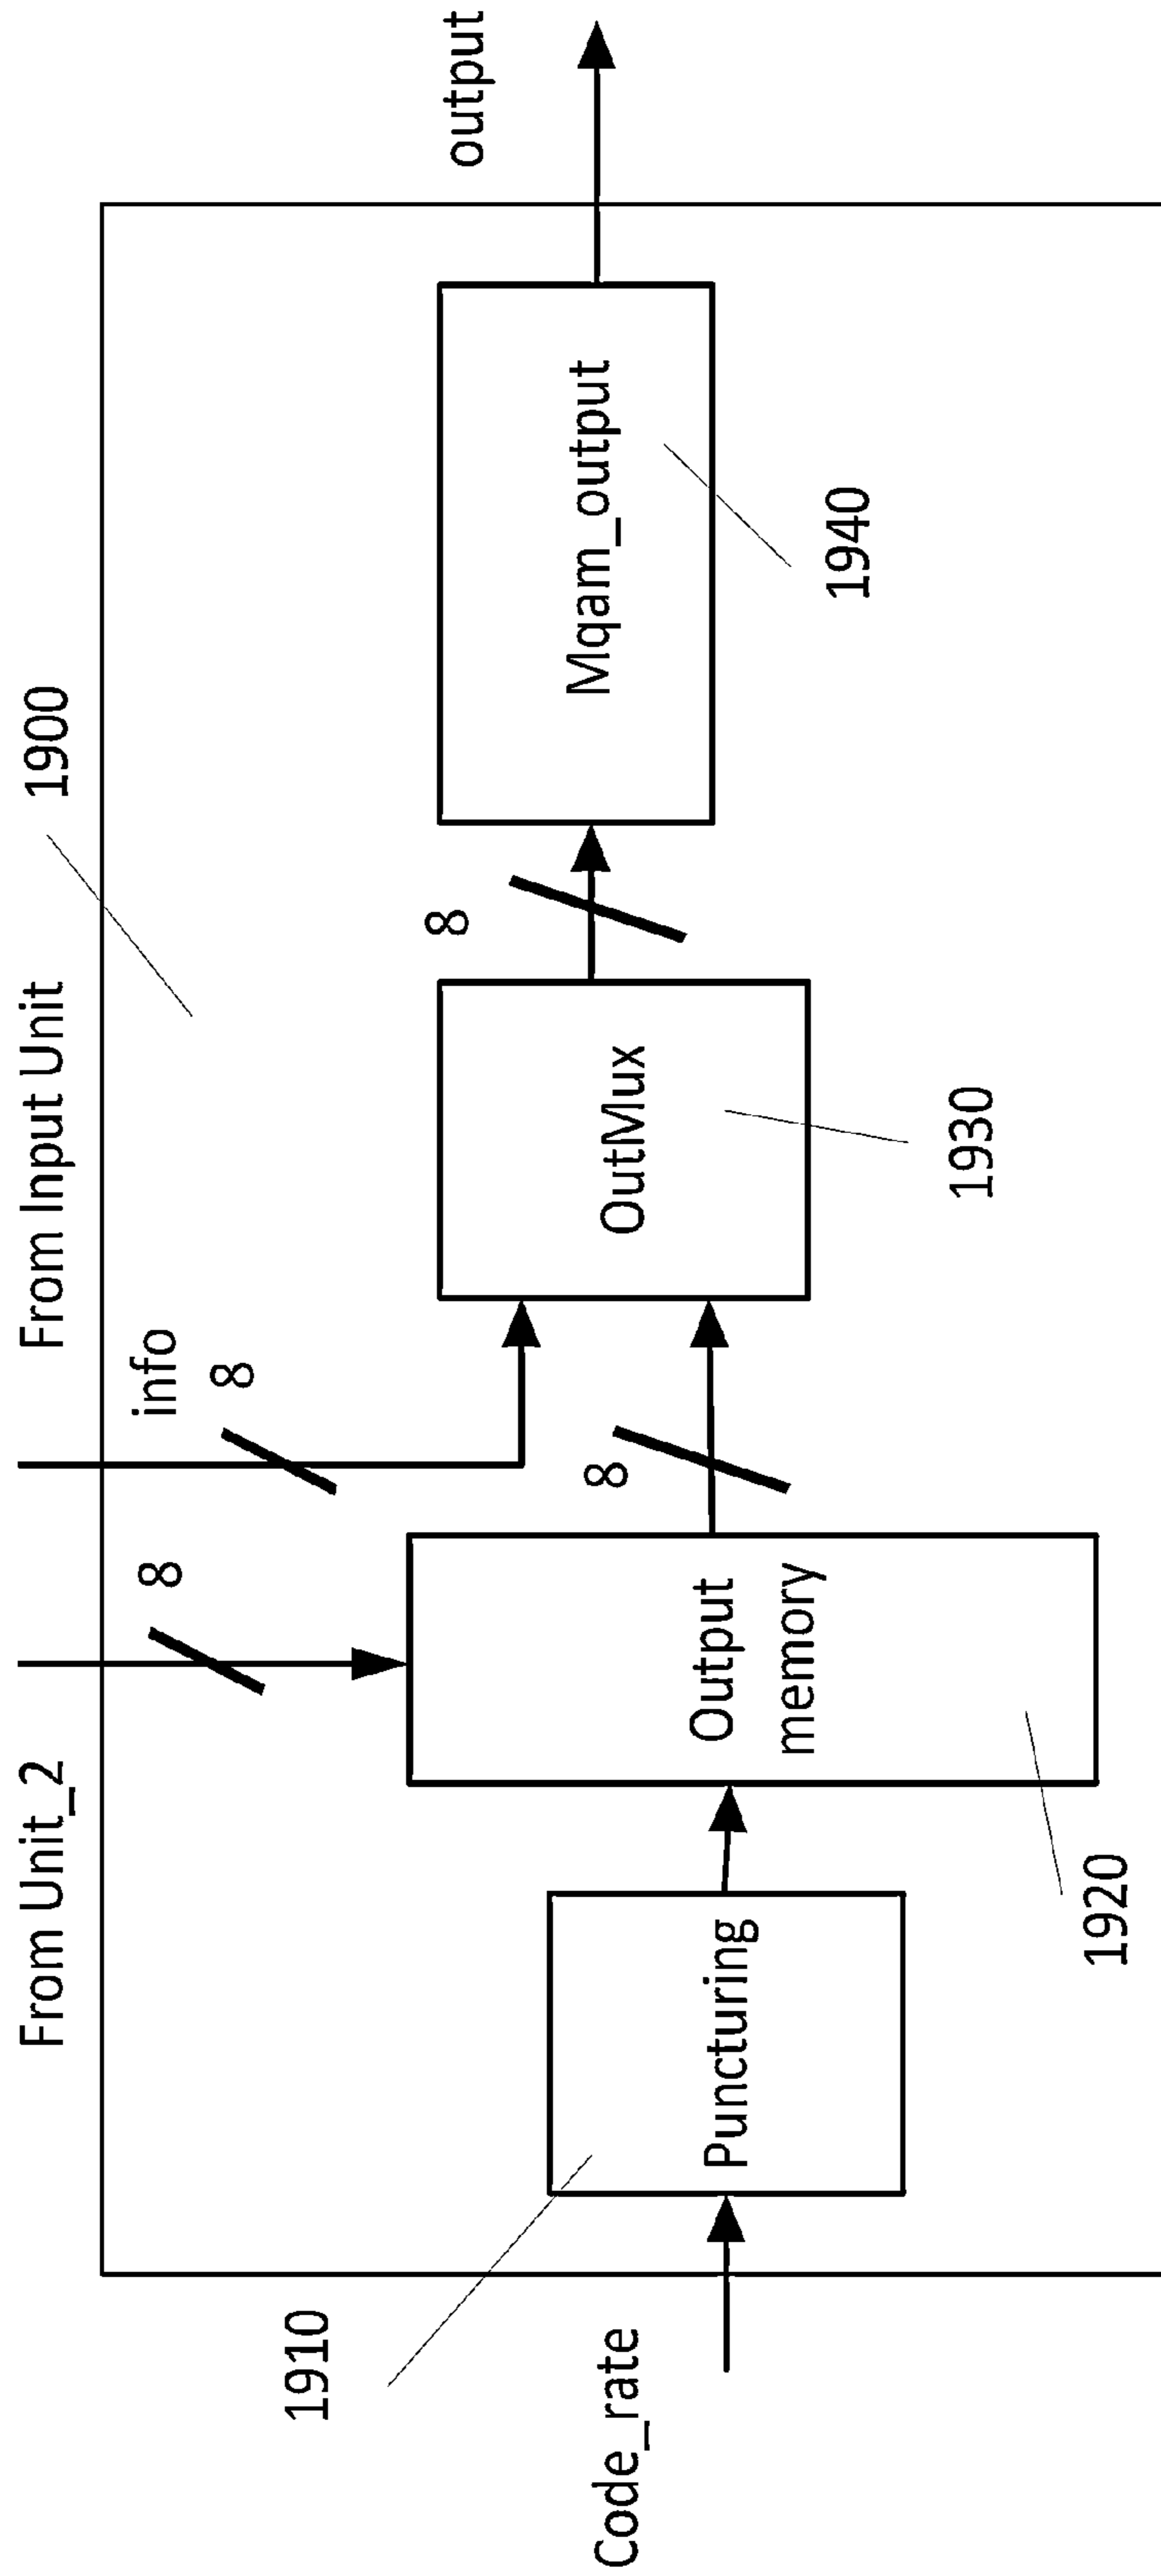 From Unit_2
From Input Unit
1900
info
8
8
output
1910
Code_rate
Puncturing
Output
memory
8
OutMux
8
Mqam_output
1920
1930
1940